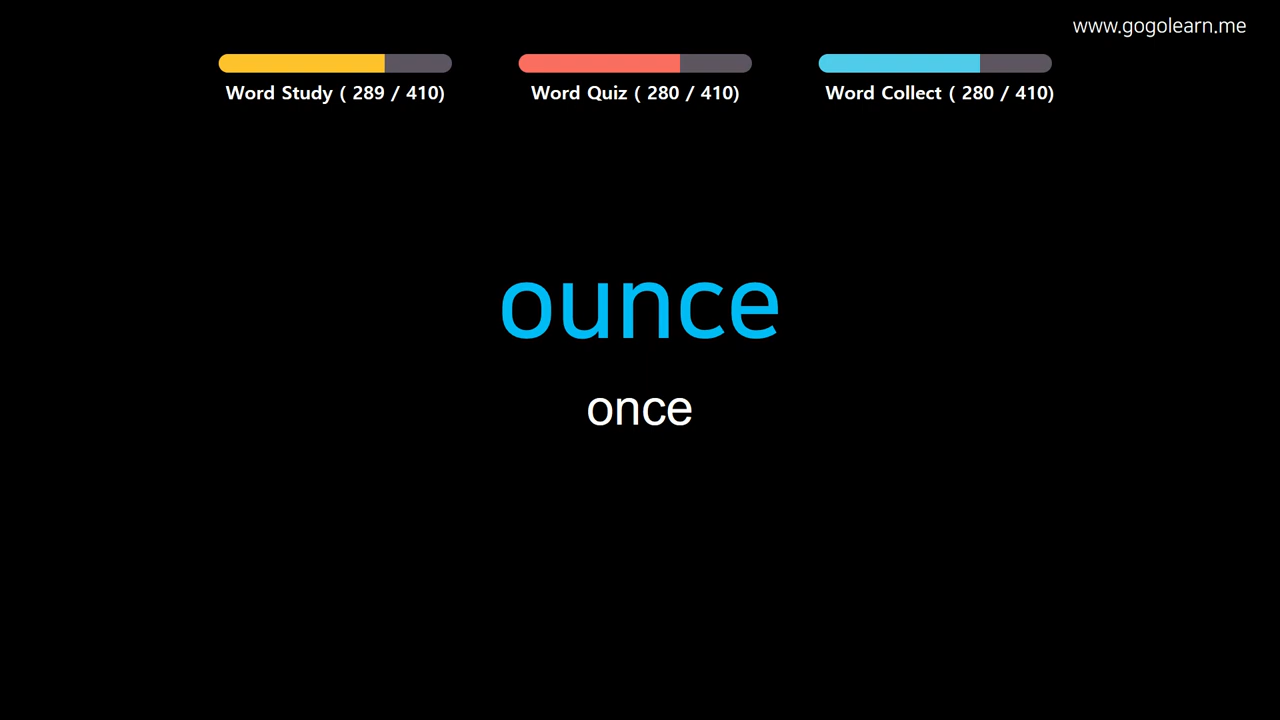 www.gogolearn.me
Word Study ( 289 / 410)
Word Quiz ( 280 / 410)
Word Collect ( 280 / 410)
ounce
once